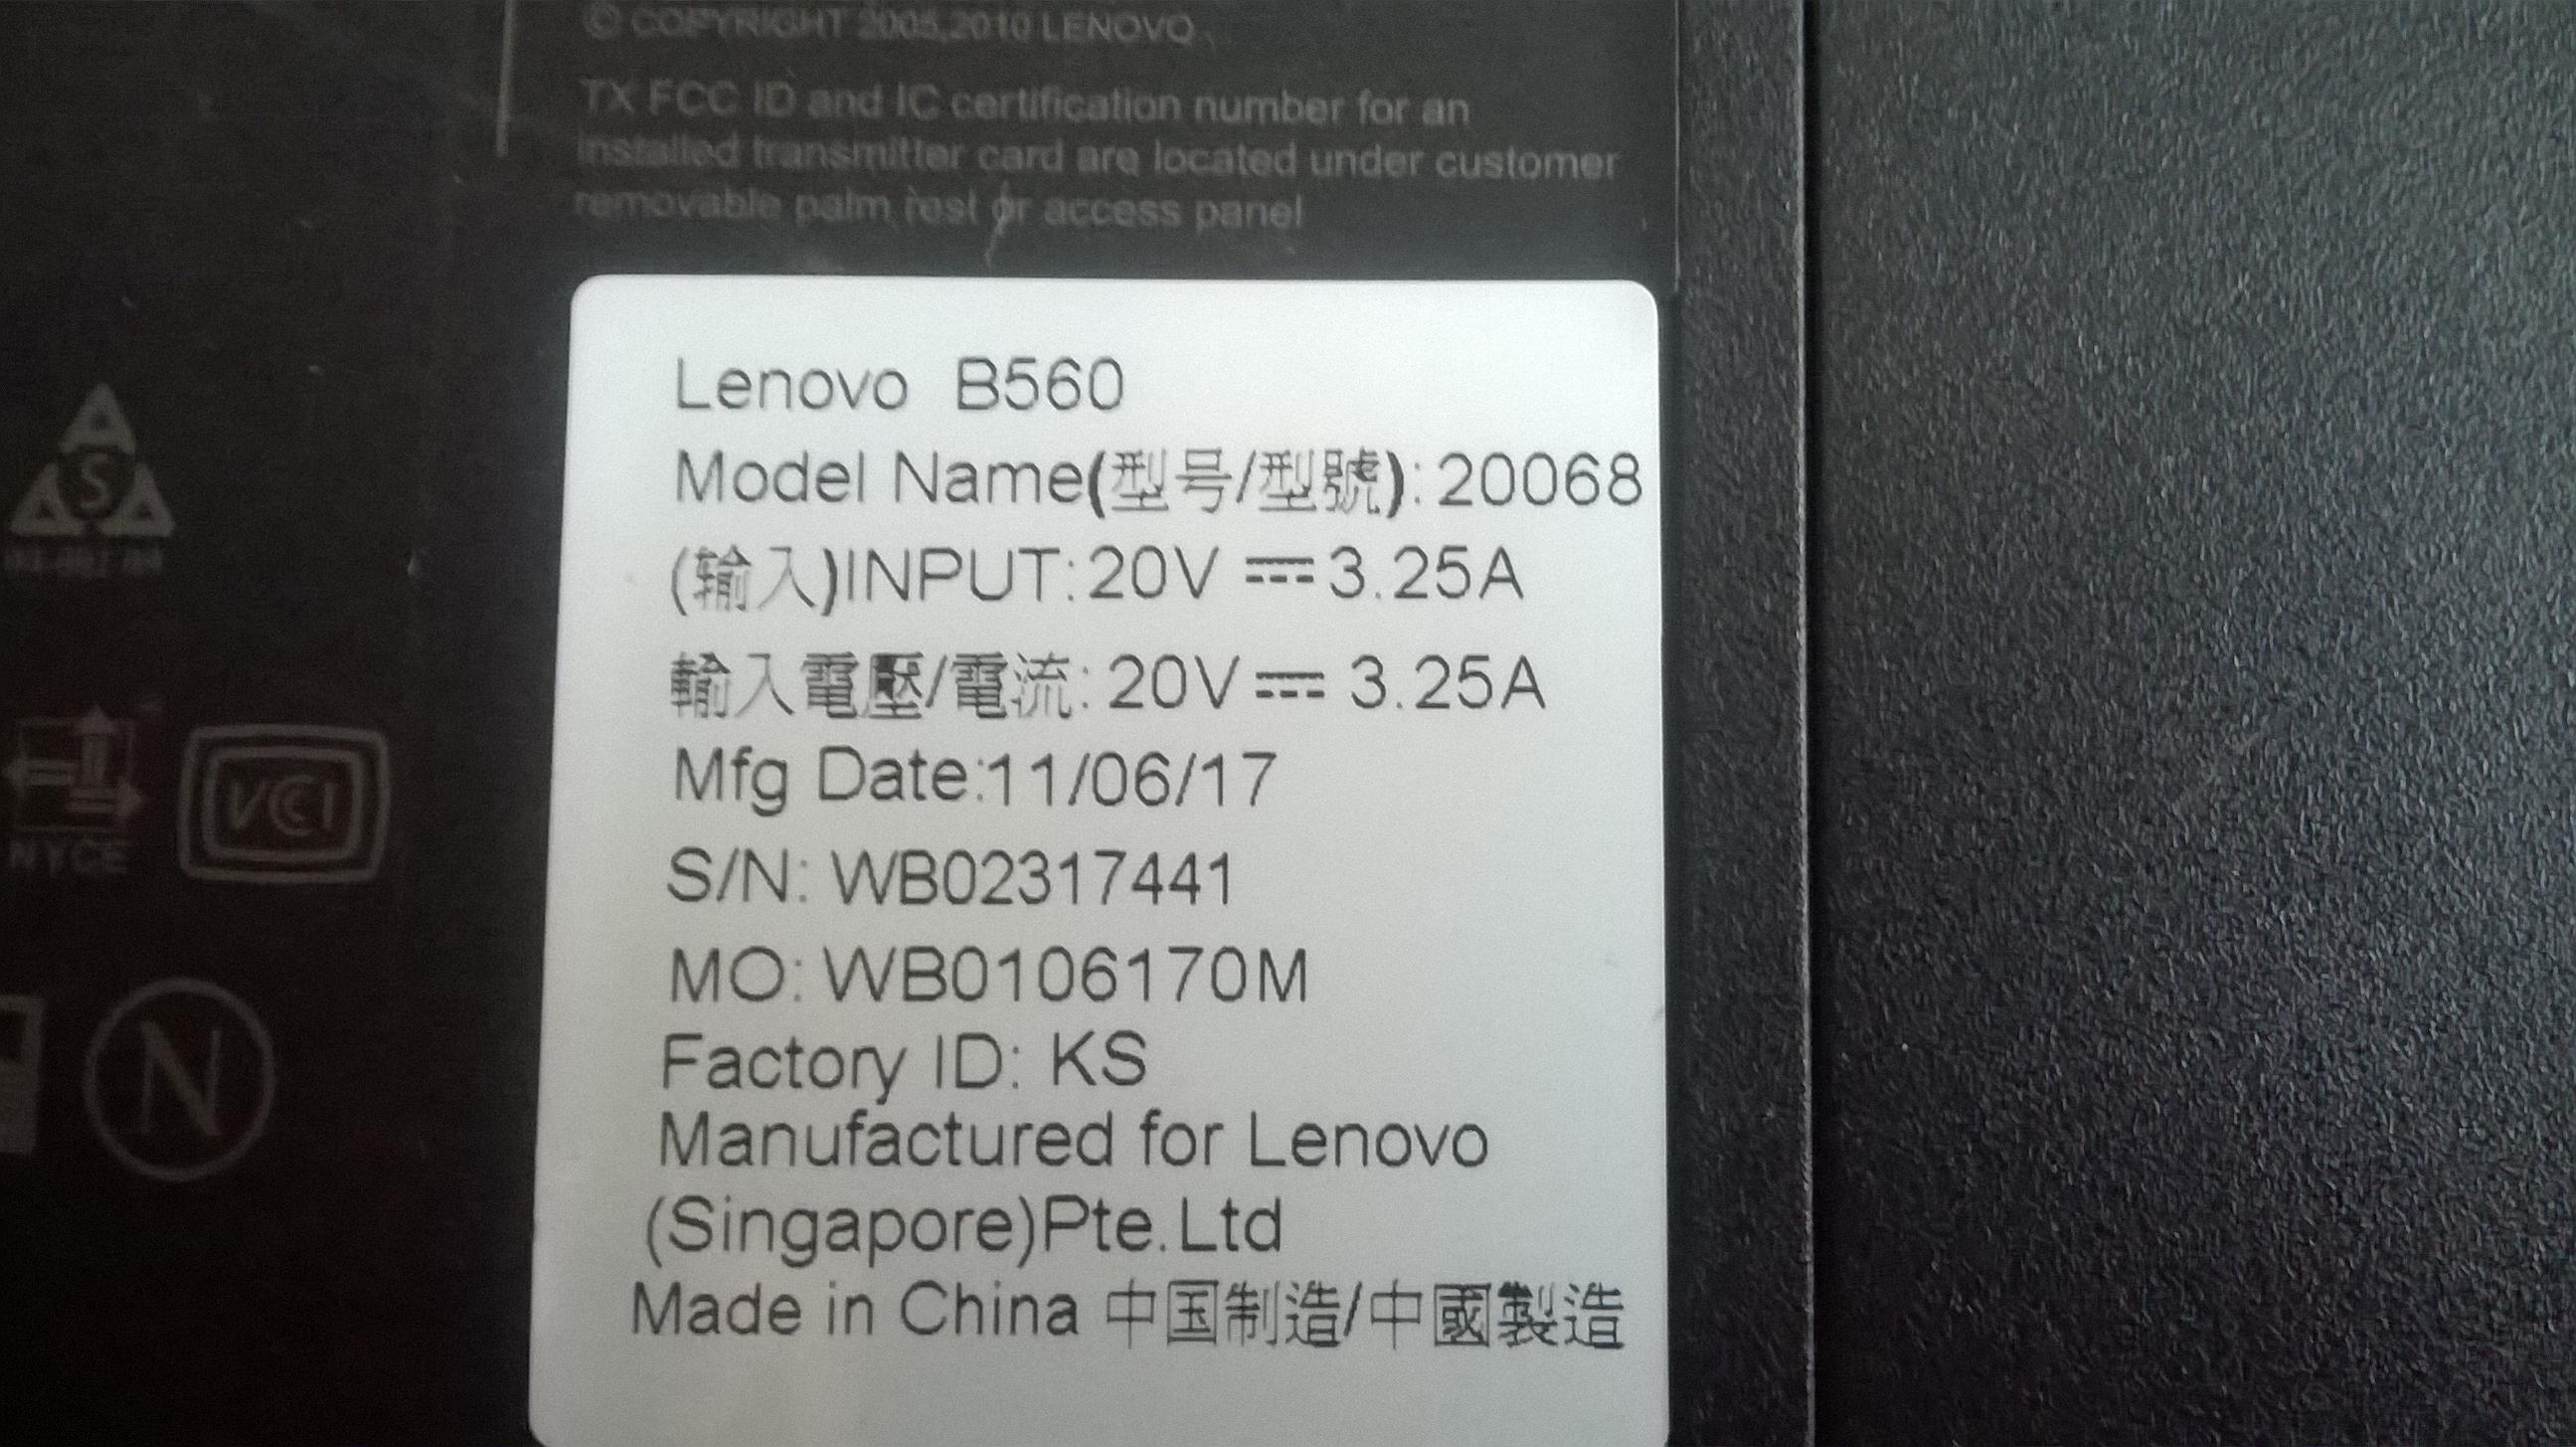 © COPYRIGHT 2005,2010 LENOVO
TX FCC ID and IC certification number for an
installed transmitter card are located under customer
removable palm rest or access panel
Lenovo B560
Model Name(型号/型號): 20068
(输入)INPUT: 20V ⎓ 3.25A
輸入電壓/電流: 20V ⎓ 3.25A
Mfg Date:11/06/17
S/N: WB02317441
MO: WB0106170M
Factory ID: KS
Manufactured for Lenovo
(Singapore)Pte.Ltd
Made in China 中国制造/中國製造
S
NYCE
VCI
N